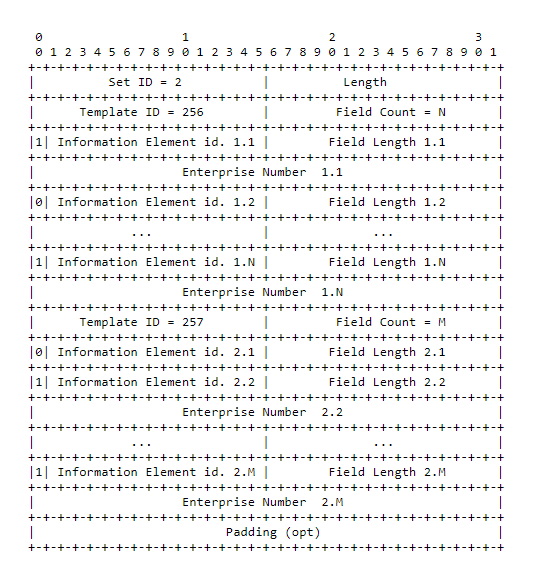 0                   1                   2                   3
 0 1 2 3 4 5 6 7 8 9 0 1 2 3 4 5 6 7 8 9 0 1 2 3 4 5 6 7 8 9 0 1
+-+-+-+-+-+-+-+-+-+-+-+-+-+-+-+-+-+-+-+-+-+-+-+-+-+-+-+-+-+-+-+-+
|          Set ID = 2           |          Length               |
+-+-+-+-+-+-+-+-+-+-+-+-+-+-+-+-+-+-+-+-+-+-+-+-+-+-+-+-+-+-+-+-+
|      Template ID = 256        |         Field Count = N       |
+-+-+-+-+-+-+-+-+-+-+-+-+-+-+-+-+-+-+-+-+-+-+-+-+-+-+-+-+-+-+-+-+
|1| Information Element id. 1.1 |        Field Length 1.1       |
+-+-+-+-+-+-+-+-+-+-+-+-+-+-+-+-+-+-+-+-+-+-+-+-+-+-+-+-+-+-+-+-+
|                    Enterprise Number  1.1                     |
+-+-+-+-+-+-+-+-+-+-+-+-+-+-+-+-+-+-+-+-+-+-+-+-+-+-+-+-+-+-+-+-+
|0| Information Element id. 1.2 |        Field Length 1.2       |
+-+-+-+-+-+-+-+-+-+-+-+-+-+-+-+-+-+-+-+-+-+-+-+-+-+-+-+-+-+-+-+-+
|             ...               |              ...              |
+-+-+-+-+-+-+-+-+-+-+-+-+-+-+-+-+-+-+-+-+-+-+-+-+-+-+-+-+-+-+-+-+
|1| Information Element id. 1.N |        Field Length 1.N       |
+-+-+-+-+-+-+-+-+-+-+-+-+-+-+-+-+-+-+-+-+-+-+-+-+-+-+-+-+-+-+-+-+
|                    Enterprise Number  1.N                     |
+-+-+-+-+-+-+-+-+-+-+-+-+-+-+-+-+-+-+-+-+-+-+-+-+-+-+-+-+-+-+-+-+
|      Template ID = 257        |         Field Count = M       |
+-+-+-+-+-+-+-+-+-+-+-+-+-+-+-+-+-+-+-+-+-+-+-+-+-+-+-+-+-+-+-+-+
|0| Information Element id. 2.1 |        Field Length 2.1       |
+-+-+-+-+-+-+-+-+-+-+-+-+-+-+-+-+-+-+-+-+-+-+-+-+-+-+-+-+-+-+-+-+
|1| Information Element id. 2.2 |        Field Length 2.2       |
+-+-+-+-+-+-+-+-+-+-+-+-+-+-+-+-+-+-+-+-+-+-+-+-+-+-+-+-+-+-+-+-+
|                    Enterprise Number  2.2                     |
+-+-+-+-+-+-+-+-+-+-+-+-+-+-+-+-+-+-+-+-+-+-+-+-+-+-+-+-+-+-+-+-+
|             ...               |              ...              |
+-+-+-+-+-+-+-+-+-+-+-+-+-+-+-+-+-+-+-+-+-+-+-+-+-+-+-+-+-+-+-+-+
|1| Information Element id. 2.M |        Field Length 2.M       |
+-+-+-+-+-+-+-+-+-+-+-+-+-+-+-+-+-+-+-+-+-+-+-+-+-+-+-+-+-+-+-+-+
|                    Enterprise Number  2.M                     |
+-+-+-+-+-+-+-+-+-+-+-+-+-+-+-+-+-+-+-+-+-+-+-+-+-+-+-+-+-+-+-+-+
|                          Padding (opt)                        |
+-+-+-+-+-+-+-+-+-+-+-+-+-+-+-+-+-+-+-+-+-+-+-+-+-+-+-+-+-+-+-+-+